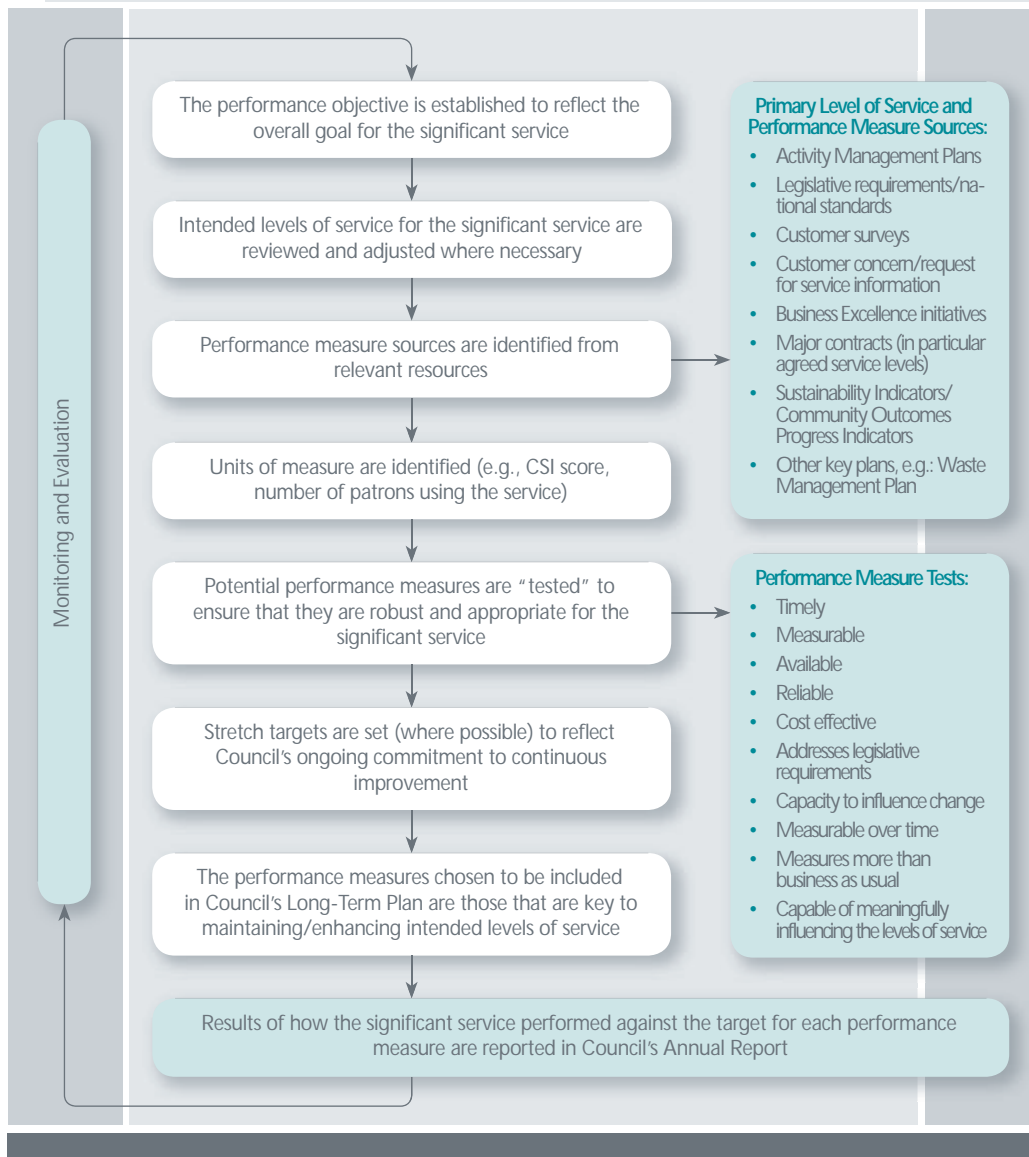 The performance objective is established to reflect the
overall goal for the significant service
Intended levels of service for the significant service are
reviewed and adjusted where necessary
Performance measure sources are identified from
relevant resources
Units of measure are identified (e.g., CSI score,
number of patrons using the service)
Potential performance measures are “tested” to
ensure that they are robust and appropriate for the
significant service
Stretch targets are set (where possible) to reflect
Council's ongoing commitment to continuous
improvement
The performance measures chosen to be included
in Council's Long-Term Plan are those that are key to
maintaining/enhancing intended levels of service
Results of how the significant service performed against the target for each performance
measure are reported in Council's Annual Report
Monitoring and Evaluation
Primary Level of Service and
Performance Measure Sources:
• Activity Management Plans
• Legislative requirements/na-
tional standards
• Customer surveys
• Customer concern/request
for service information
• Business Excellence initiatives
• Major contracts (in particular
agreed service levels)
• Sustainability Indicators/
Community Outcomes
Progress Indicators
• Other key plans, e.g.: Waste
Management Plan
Performance Measure Tests:
• Timely
• Measurable
• Available
• Reliable
• Cost effective
• Addresses legislative
requirements
• Capacity to influence change
• Measurable over time
• Measures more than
business as usual
• Capable of meaningfully
influencing the levels of service